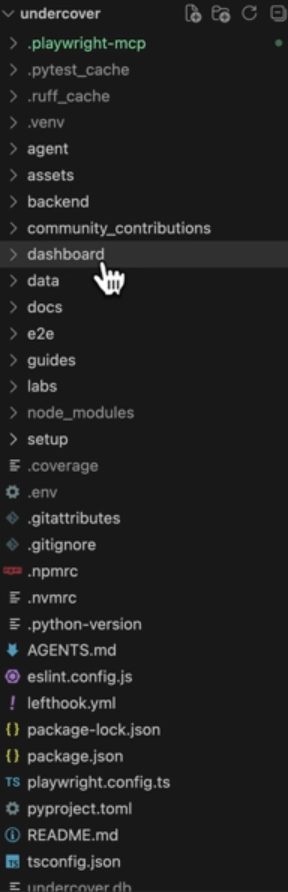 undercover
.playwright-mcp
.pytest_cache
.ruff_cache
.venv
agent
assets
backend
community_contributions
dashboard
data
docs
e2e
guides
labs
node_modules
setup
.coverage
.env
.gitattributes
.gitignore
.npmrc
.nvmrc
.python-version
AGENTS.md
eslint.config.js
lefthook.yml
package-lock.json
package.json
TS playwright.config.ts
pyproject.toml
README.md
tsconfig.json
undercover.db